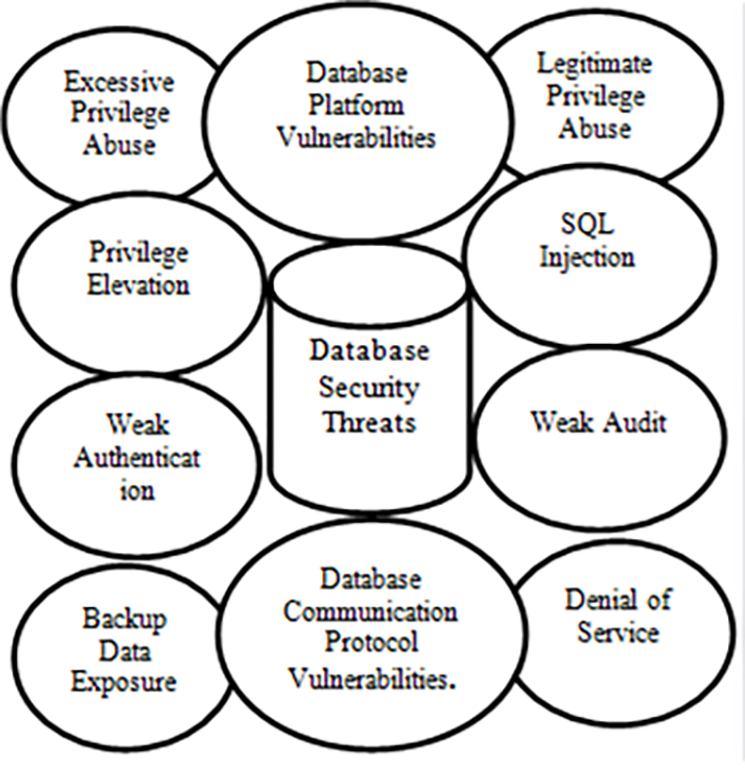 Excessive
Privilege
Abuse
Database
Platform
Vulnerabilities
Legitimate
Privilege
Abuse
Privilege
Elevation
SQL
Injection
Database
Security
Threats
Weak
Authenticat
ion
Weak Audit
Backup
Data
Exposure
Database
Communication
Protocol
Vulnerabilities.
Denial of
Service